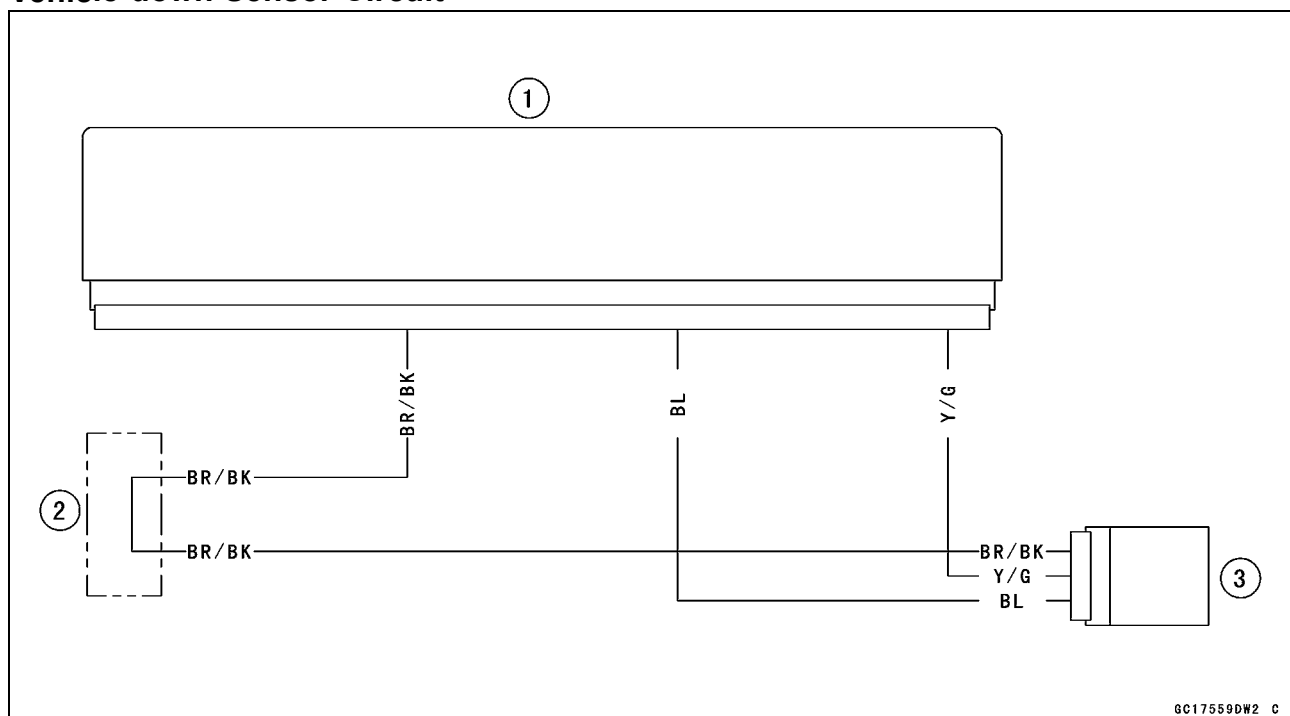 Vehicle-down Sensor Circuit
1
BR/BK
BL
Y/G
BR/BK
2
BR/BK
BR/BK
Y/G
3
BL
GC17559DW2 C